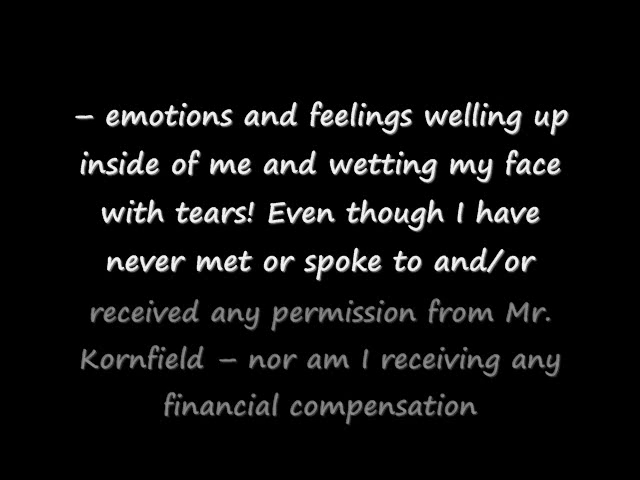 – emotions and feelings welling up
inside of me and wetting my face
with tears! Even though I have
never met or spoke to and/or
received any permission from Mr.
Kornfield – nor am I receiving any
financial compensation